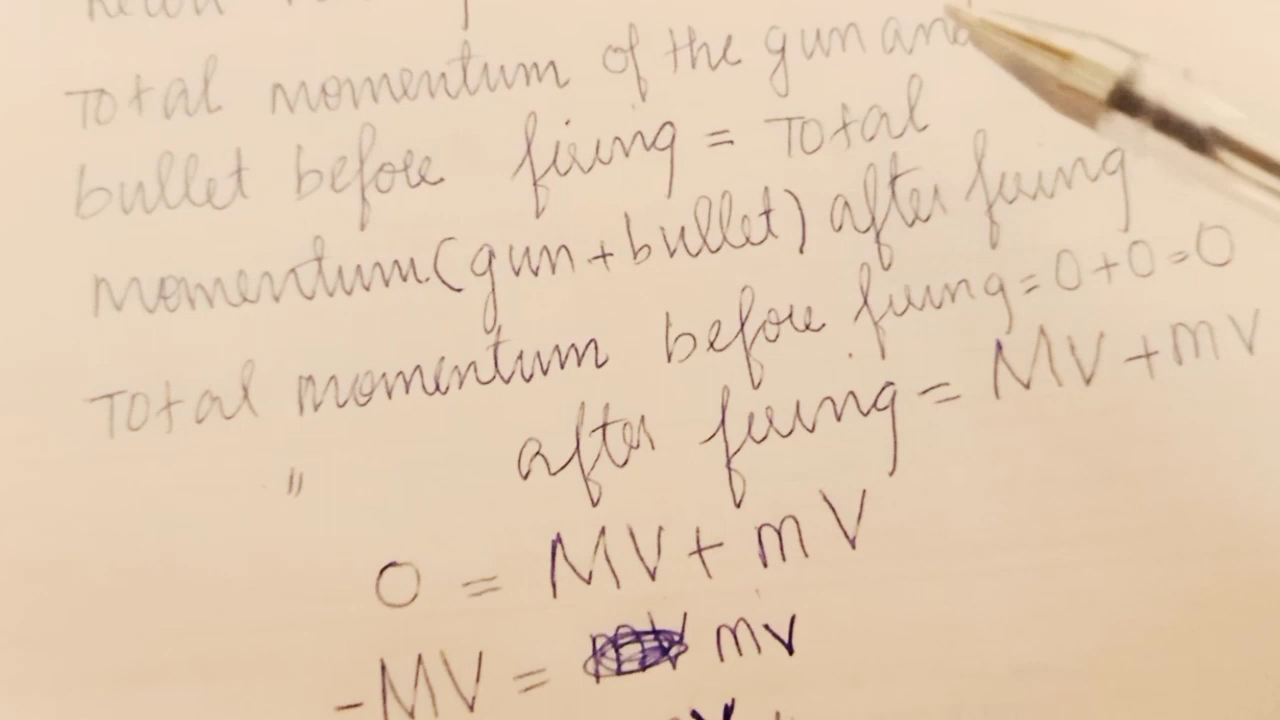 Total momentum of the gun and
bullet before firing = Total
momentum (gun + bullet) after firing
Total momentum before firing = 0 + 0 = 0
" after firing = MV + mV
0 = MV + mV
-MV = mv